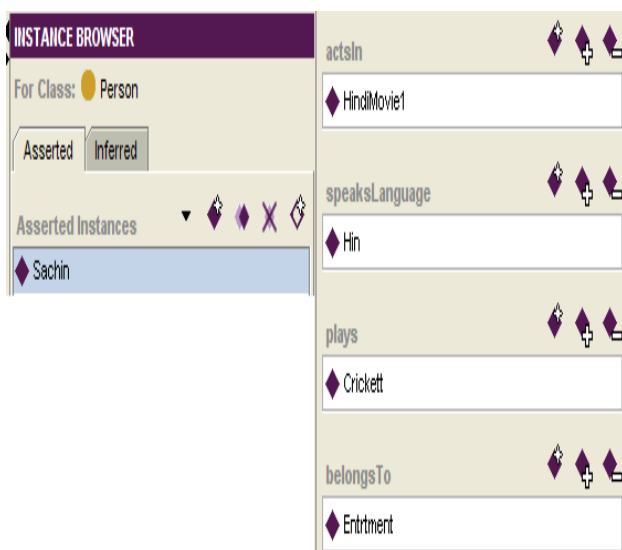 INSTANCE BROWSER
For Class: Person
Asserted Inferred
Asserted Instances
Sachin
actsIn
HindiMovie1
speaksLanguage
Hin
plays
Crickett
belongsTo
Entrtment